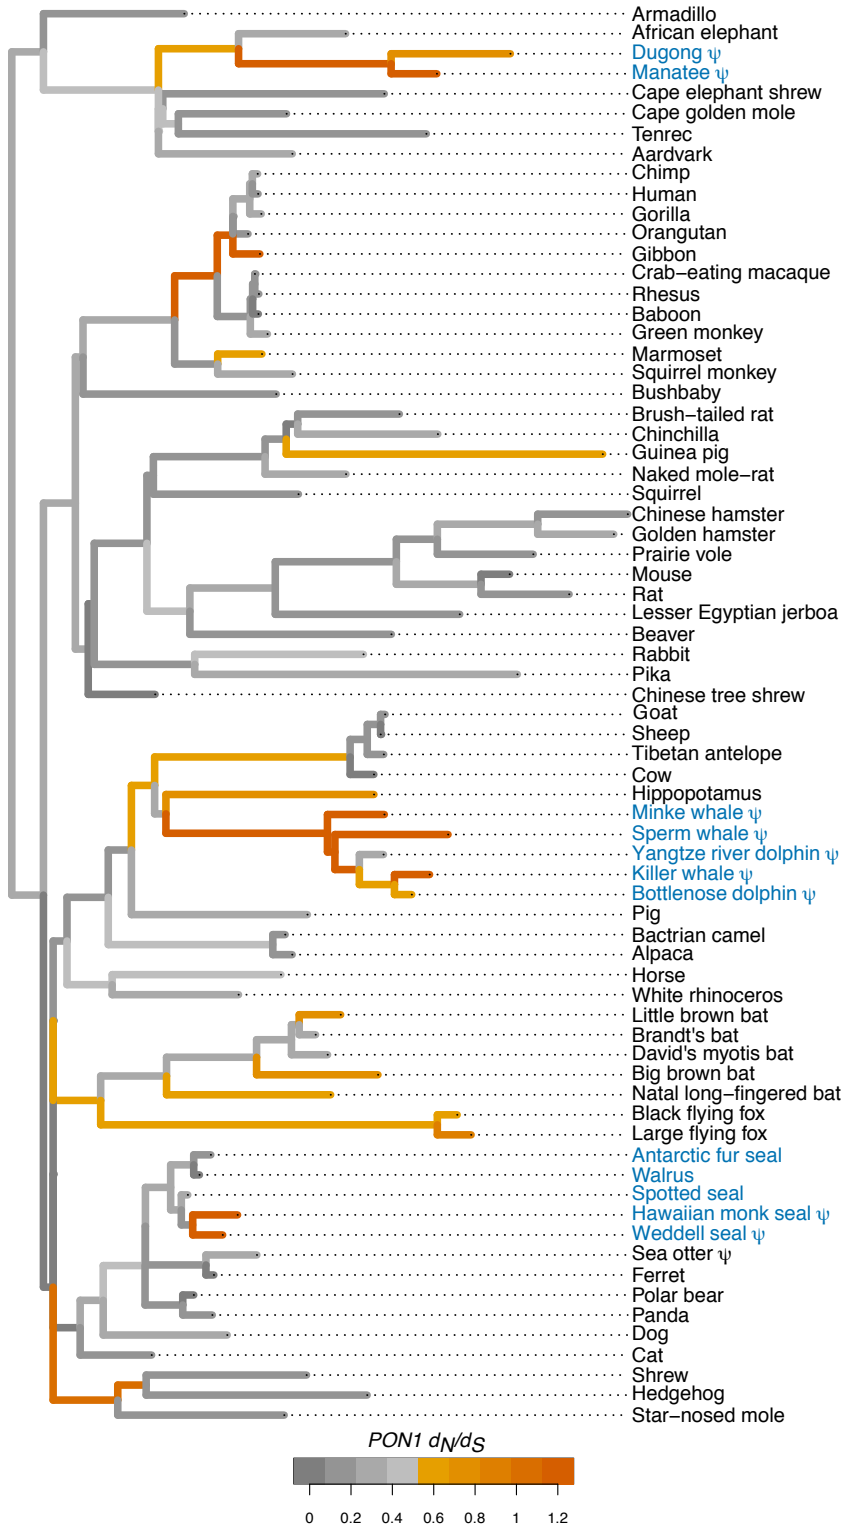 Armadillo
African elephant
Dugong ψ
Manatee ψ
Cape elephant shrew
Cape golden mole
Tenrec
Aardvark
Chimp
Human
Gorilla
Orangutan
Gibbon
Crab−eating macaque
Rhesus
Baboon
Green monkey
Marmoset
Squirrel monkey
Bushbaby
Brush−tailed rat
Chinchilla
Guinea pig
Naked mole−rat
Squirrel
Chinese hamster
Golden hamster
Prairie vole
Mouse
Rat
Lesser Egyptian jerboa
Beaver
Rabbit
Pika
Chinese tree shrew
Goat
Sheep
Tibetan antelope
Cow
Hippopotamus
Minke whale ψ
Sperm whale ψ
Yangtze river dolphin ψ
Killer whale ψ
Bottlenose dolphin ψ
Pig
Bactrian camel
Alpaca
Horse
White rhinoceros
Little brown bat
Brandt's bat
David's myotis bat
Big brown bat
Natal long−fingered bat
Black flying fox
Large flying fox
Antarctic fur seal
Walrus
Spotted seal
Hawaiian monk seal ψ
Weddell seal ψ
Sea otter ψ
Ferret
Polar bear
Panda
Dog
Cat
Shrew
Hedgehog
Star−nosed mole
PON1 dN/dS
0 0.2 0.4 0.6 0.8 1 1.2